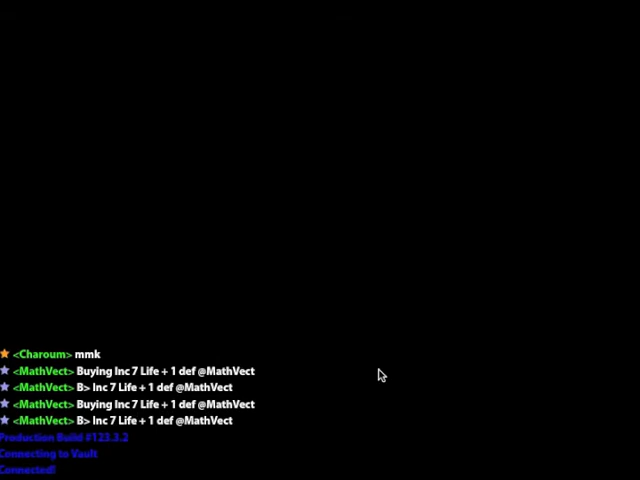 <Charoum> mmk
<MathVect> Buying Inc 7 Life + 1 def @MathVect
<MathVect> B> Inc 7 Life + 1 def @MathVect
<MathVect> Buying Inc 7 Life + 1 def @MathVect
<MathVect> B> Inc 7 Life + 1 def @MathVect
Production Build #123.3.2
Connecting to Vault
Connected!